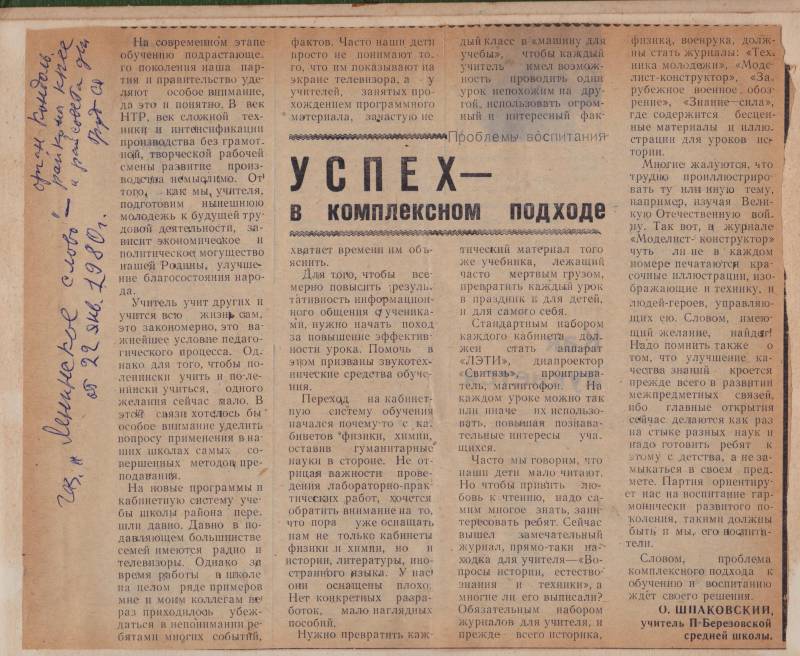 На современном этапе
обучению подрастающе-
го поколения наша пар-
тия и правительство уде-
ляют особое внимание,
да это и понятно. В век
НТР, век сложной техни-
ки и интенсификации
производства без грамот-
ной, творческой рабочей
смены развитие произ-
водства немыслимо. От
того, как мы, учителя,
подготовим нынешнюю
молодежь к будущей тру-
довой деятельности, за-
висит экономическое и
политическое могущество
нашей Родины, улучше-
ние благосостояния наро-
да.
Учитель учит других и
учится всю жизнь сам,
это закономерно, это ва-
жнейшее условие педаго-
гического процесса. Од-
нако для того, чтобы по-
ленински учить и по-ле-
нински учиться, одного
желания сейчас мало. В
этой связи хотелось бы
особое внимание уделить
вопросу применения в на-
ших школах самых со-
вершенных методов пре-
подавания.
На новые программы и
кабинетную систему уче-
бы школы района пере-
шли давно. Давно в по-
давляющем большинстве
семей имеются радио и
телевизоры. Однако за
время работы в школе
на целом ряде примеров
мне и моим коллегам не
раз приходилось убеж-
даться в непонимании ре-
бятами многих событий,
фактов. Часто наши дети
просто не понимают то-
го, что им показывают на
экране телевизора, а у
учителей, занятых про-
хождением программного
материала, зачастую не
Проблемы воспитания
УСПЕХ—
в комплексном подходе
хватает времени им объ-
яснить.
Для того, чтобы все-
мерно повысить резуль-
тативность информацион-
ного общения с ученика-
ми, нужно начать поход
за повышение эффектив-
ности урока. Помочь в
этом призваны звукотехни-
ческие средства обуче-
ния.
Переход на кабинет-
ную систему обучения
начался почему-то с ка-
бинетов физики, химии,
оставив гуманитарные
науки в стороне. Не от-
рицая важности прове-
дения лабораторно-прак-
тических работ, хочется
обратить внимание на то,
что пора уже оснащать
нам не только кабинеты
физики и химии, но и
истории, литературы, ино-
странного языка. У нас
они оснащены плохо.
Нет конкретных разра-
боток, мало наглядных
пособий.
Нужно превратить каж-
дый класс в «машину для
учебы», чтобы каждый
учитель имел возмож-
ность проводить один
урок непохожим на дру-
гой, использовать огром-
ный и интересный фак-
тический материал того
же учебника, лежащий
часто мертвым грузом,
превратить каждый урок
в праздник и для детей,
и для самого себя.
Стандартным набором
каждого кабинета дол-
жен стать аппарат
«ЛЭТИ», диапроектор
«Свитязь», проигрыва-
тель, магнитофон. На
каждом уроке можно так
или иначе их использо-
вать, повышая познава-
тельные интересы уча-
щихся.
Часто мы говорим, что
наши дети мало читают.
Но чтобы привить лю-
бовь к чтению, надо са-
мим многое знать, заин-
тересовать ребят. Сейчас
вышел замечательный
журнал, прямо-таки на-
ходка для учителя—«Во-
просы истории, естество-
знания и техники», а
многие ли его выписали?
Обязательным набором
журналов для учителя, и
прежде всего историка,
физика, военрука, долж-
ны стать журналы: «Тех-
ника молодежи», «Моде-
лист-конструктор», «За-
рубежное военное обоз-
рение», «Знание—сила»,
где содержится бесцен-
ные материалы и иллю-
страции для уроков ис-
тории.
Многие жалуются, что
трудно проиллюстриро-
вать ту или иную тему,
например, изучая Вели-
кую Отечественную вой-
ну. Так вот, в журнале
«Моделист-конструктор»
чуть ли не в каждом
номере печатаются кра-
сочные иллюстрации, изо-
бражающие и технику, и
людей-героев, управляю-
щих ею. Словом, имею-
щий желание, найдет!
Надо помнить также о
том, что улучшение ка-
чества знаний кроется
прежде всего в развитии
межпредметных связей,
ибо главные открытия
сейчас делаются как раз
на стыке разных наук и
надо готовить ребят к
этому с детства, а не за-
мыкаться в своем пред-
мете. Партия ориентиру-
ет нас на воспитание гар-
монически развитого по-
коления, такими должны
быть и мы, его воспита-
тели.
Словом, проблема
комплексного подхода к
обучению и воспитанию
ждёт своего решения.
О. ШПАКОВСКИЙ,
учитель П-Березовской
средней школы.
"Ленинское слово" —
от 22 янв. 1980г.
орган
райкома КПСС
и райсовета